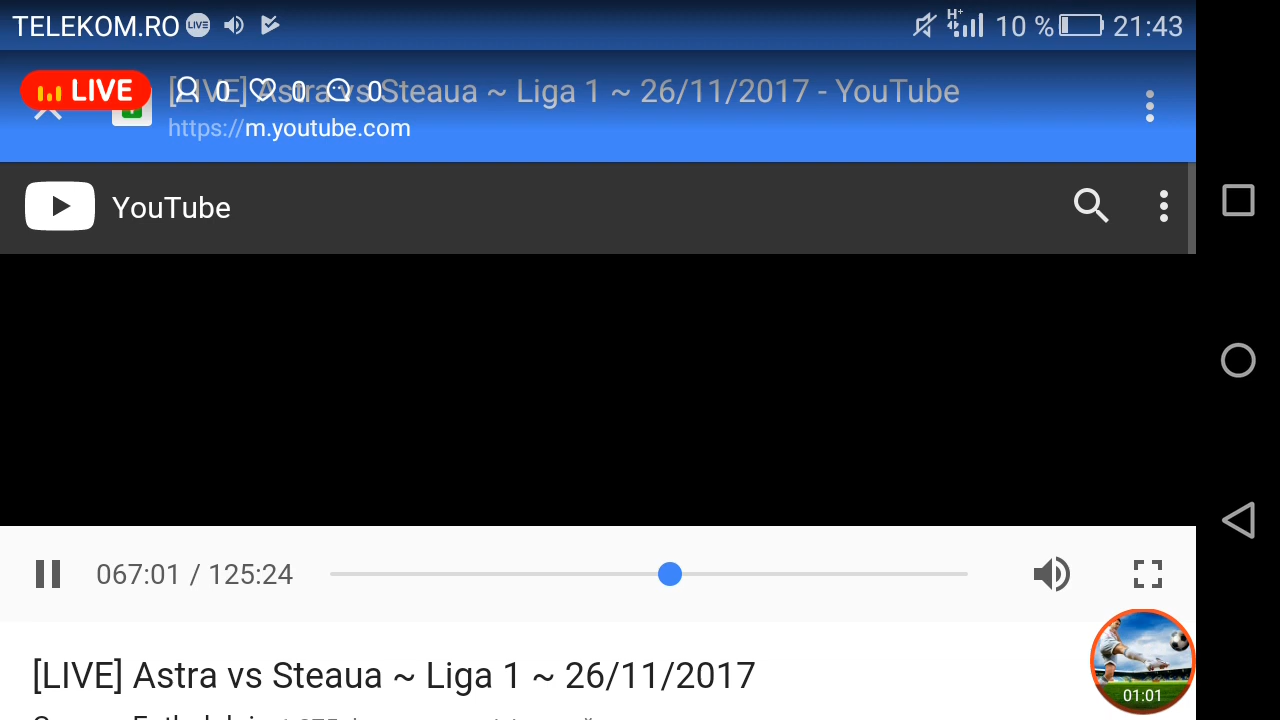 TELEKOM.RO LIVE 10 % 21:43
LIVE 0 0 0
[LIVE] Astra vs Steaua ~ Liga 1 ~ 26/11/2017 - YouTube
https://m.youtube.com
YouTube
067:01 / 125:24
[LIVE] Astra vs Steaua ~ Liga 1 ~ 26/11/2017
01:01